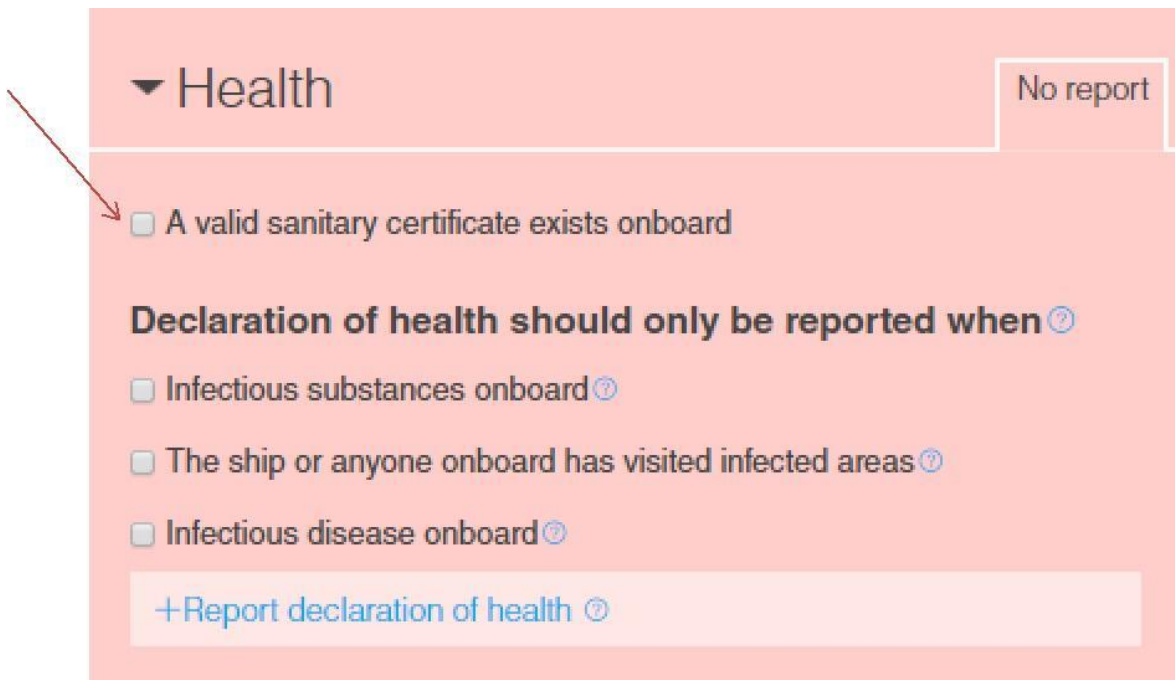 Health
No report
A valid sanitary certificate exists onboard
Declaration of health should only be reported when ?
Infectious substances onboard ?
The ship or anyone onboard has visited infected areas ?
Infectious disease onboard ?
+Report declaration of health ?